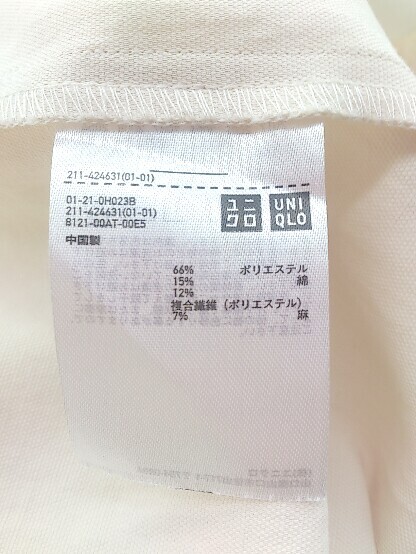 211-424631(01-01)
01-21-0H023B
211-424631(01-01)
8121-00AT-00E5
中国製
ユニクロ
UNIQLO
66% ポリエステル
15% 綿
12%
複合繊維 (ポリエステル)
7% 麻